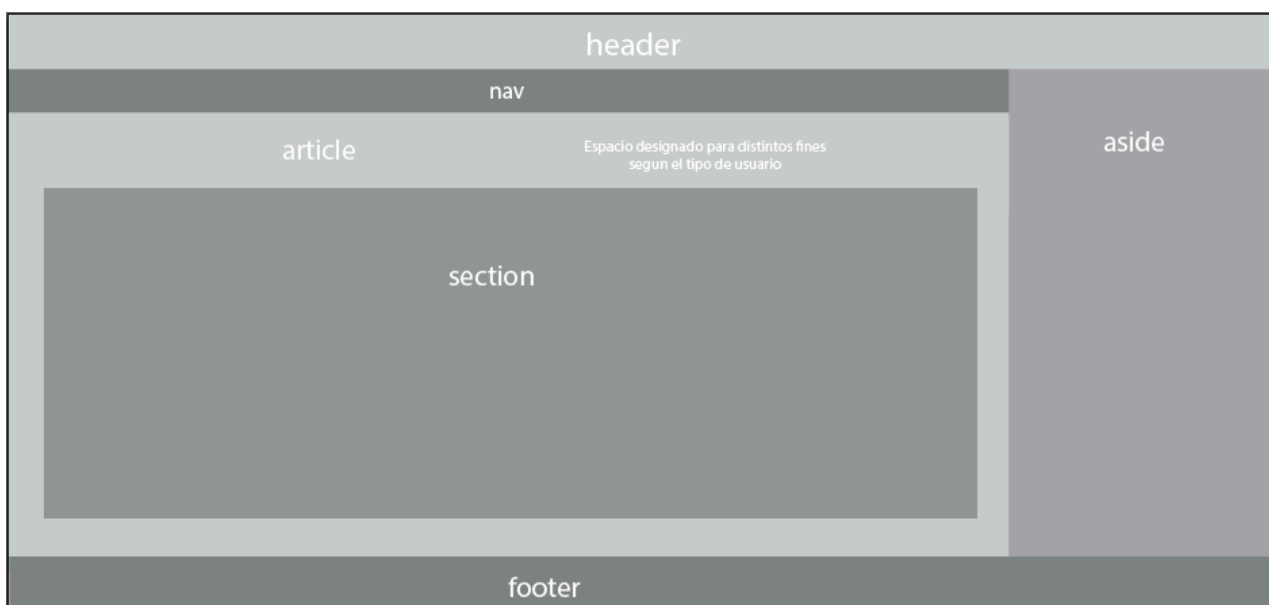 header
nav
article
Espacio designado para distintos fines
segun el tipo de usuario
aside
section
footer